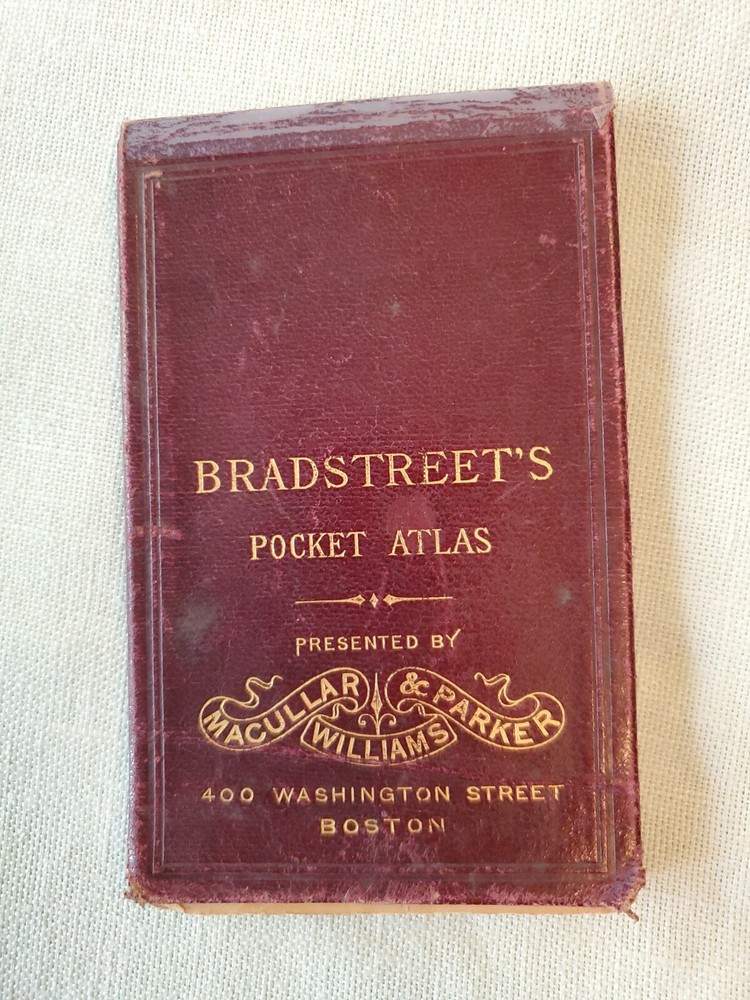 BRADSTREET'S
POCKET ATLAS
PRESENTED BY
MACULLAR WILLIAMS & PARKER
400 WASHINGTON STREET
BOSTON